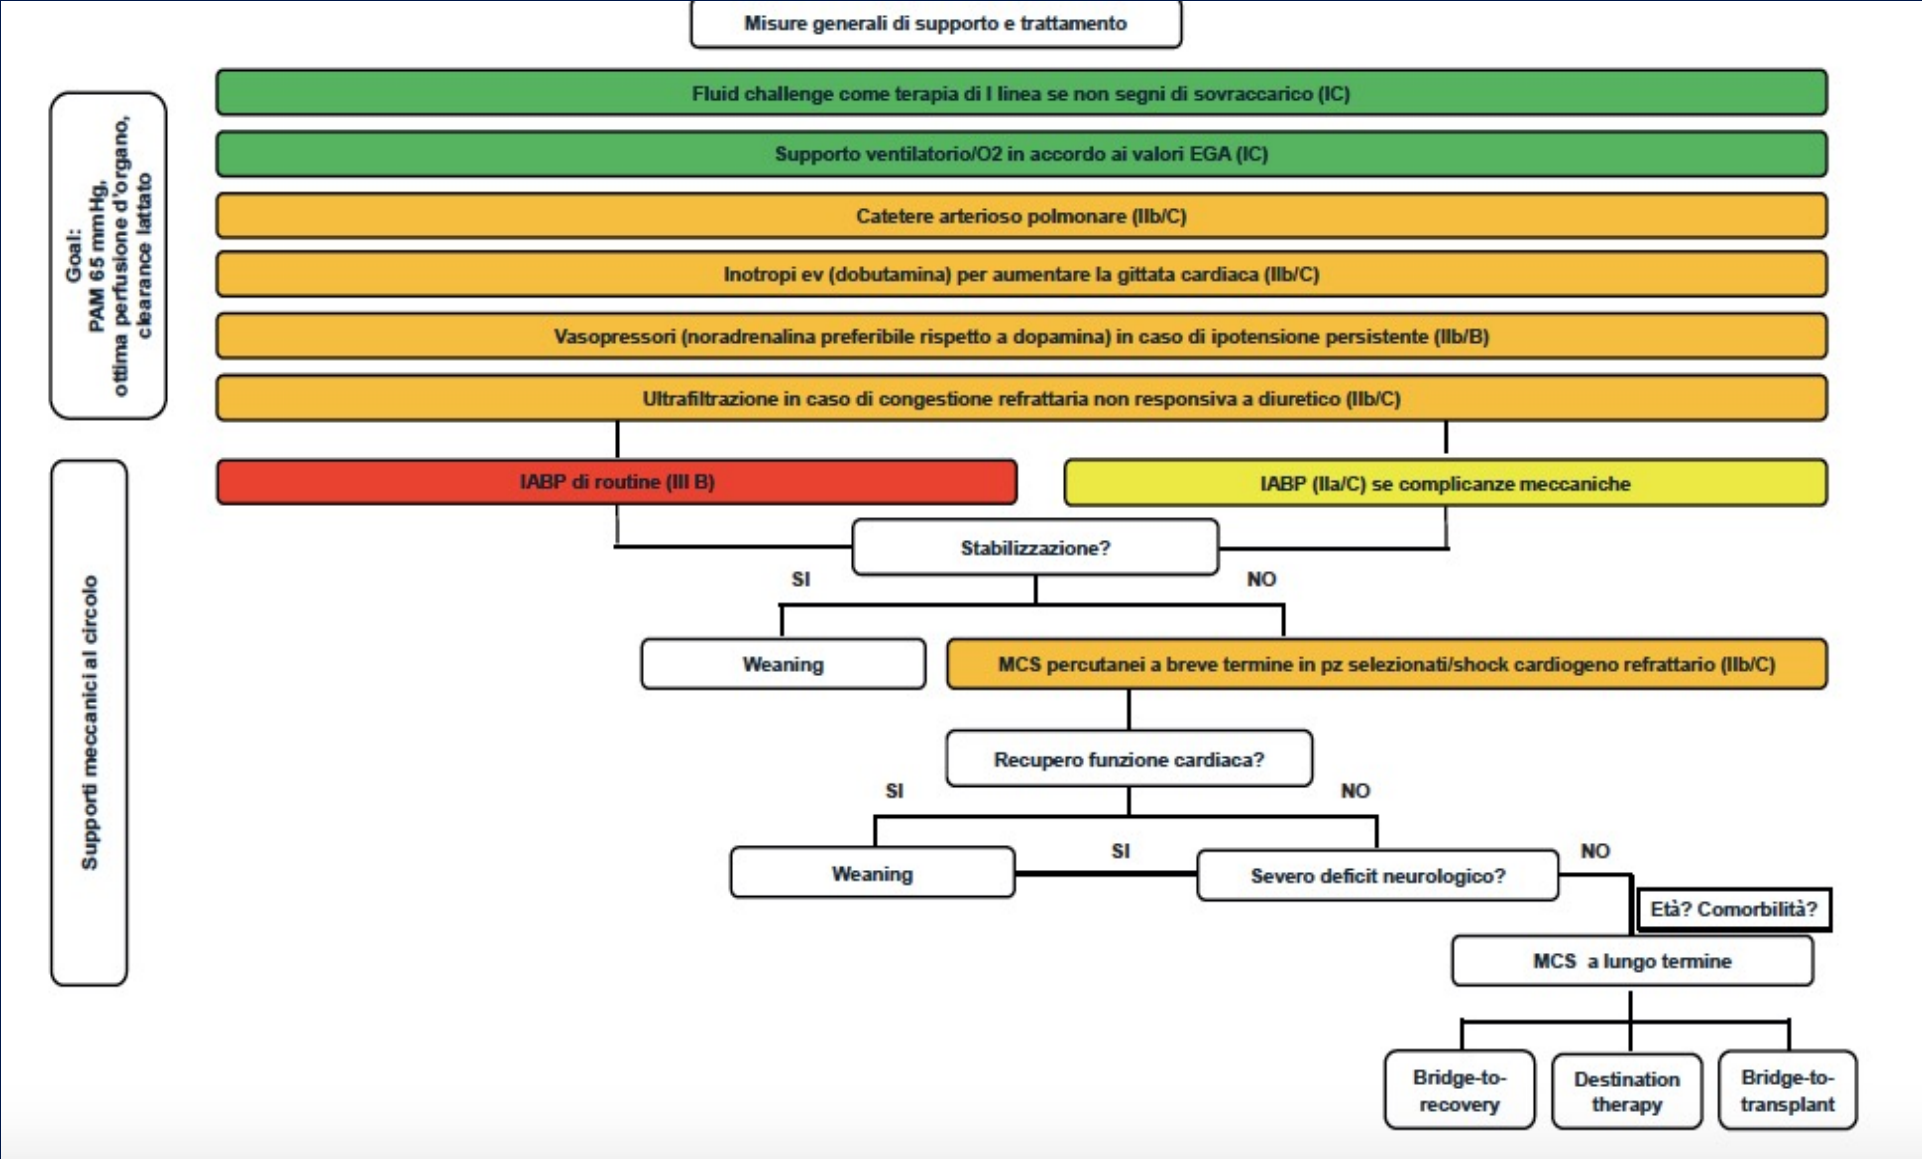 Misure generali di supporto e trattamento
Goal:
PAM 65 mmHg,
ottima perfusione d'organo,
clearance lattato
Fluid challenge come terapia di I linea se non segni di sovraccarico (IC)
Supporto ventilatorio/O2 in accordo ai valori EGA (IC)
Catetere arterioso polmonare (IIb/C)
Inotropi ev (dobutamina) per aumentare la gittata cardiaca (IIb/C)
Vasopressori (noradrenalina preferibile rispetto a dopamina) in caso di ipotensione persistente (IIb/B)
Ultrafiltrazione in caso di congestione refrattaria non responsiva a diuretico (IIb/C)
Supporti meccanici al circolo
IABP di routine (III B)
IABP (IIa/C) se complicanze meccaniche
Stabilizzazione?
SI
NO
Weaning
MCS percutanei a breve termine in pz selezionati/shock cardiogeno refrattario (IIb/C)
Recupero funzione cardiaca?
SI
NO
Weaning
SI
Severo deficit neurologico?
NO
Età? Comorbilità?
MCS a lungo termine
Bridge-to-
recovery
Destination
therapy
Bridge-to-
transplant